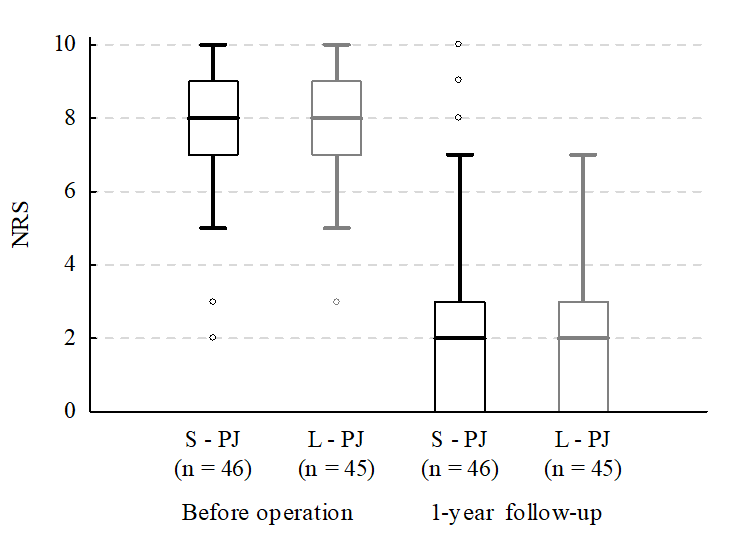 10
8
6
4
2
0
NRS
S - PJ L - PJ S - PJ L - PJ
(n = 46) (n = 45) (n = 46) (n = 45)
Before operation 1-year follow-up